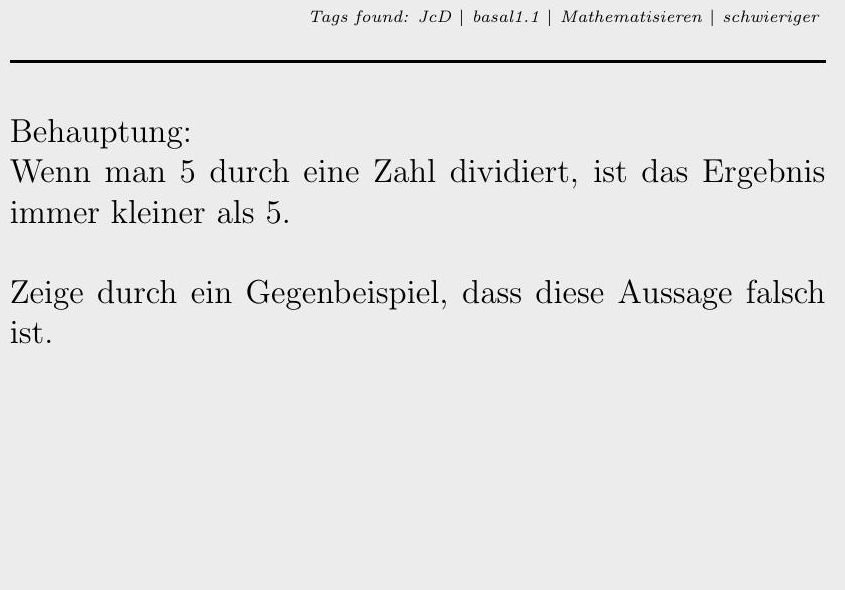 Tags found: JcD | basal1.1 | Mathematisieren | schwieriger
Behauptung:
Wenn man 5 durch eine Zahl dividiert, ist das Ergebnis
immer kleiner als 5.
Zeige durch ein Gegenbeispiel, dass diese Aussage falsch
ist.